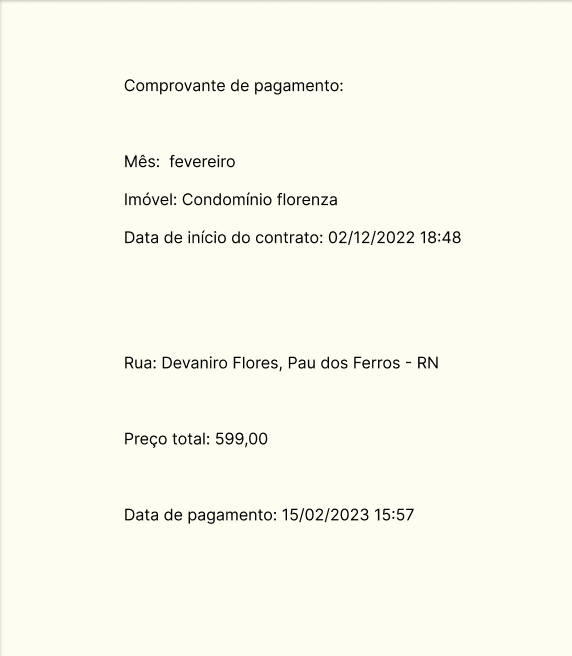 Comprovante de pagamento:
Mês: fevereiro
Imóvel: Condomínio florenza
Data de início do contrato: 02/12/2022 18:48
Rua: Devaniro Flores, Pau dos Ferros - RN
Preço total: 599,00
Data de pagamento: 15/02/2023 15:57